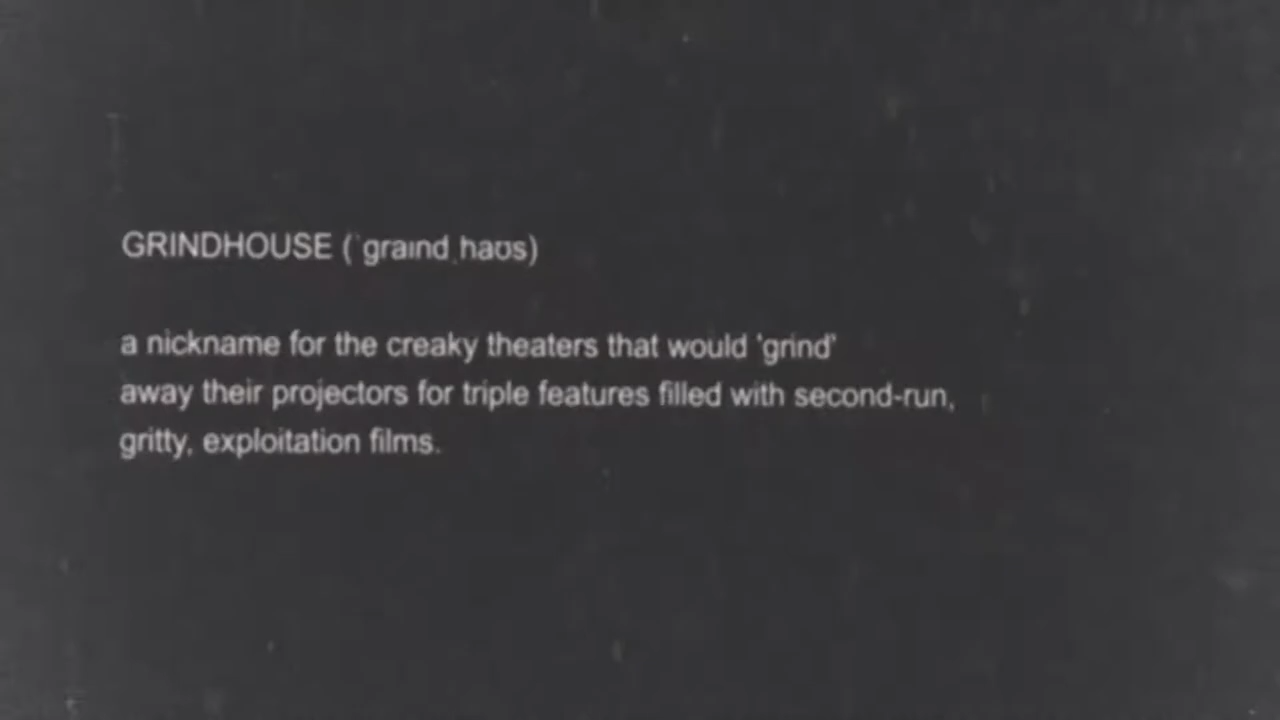 GRINDHOUSE (ˈgraɪnd ˌhaʊs)
a nickname for the creaky theaters that would 'grind'
away their projectors for triple features filled with second-run,
gritty, exploitation films.